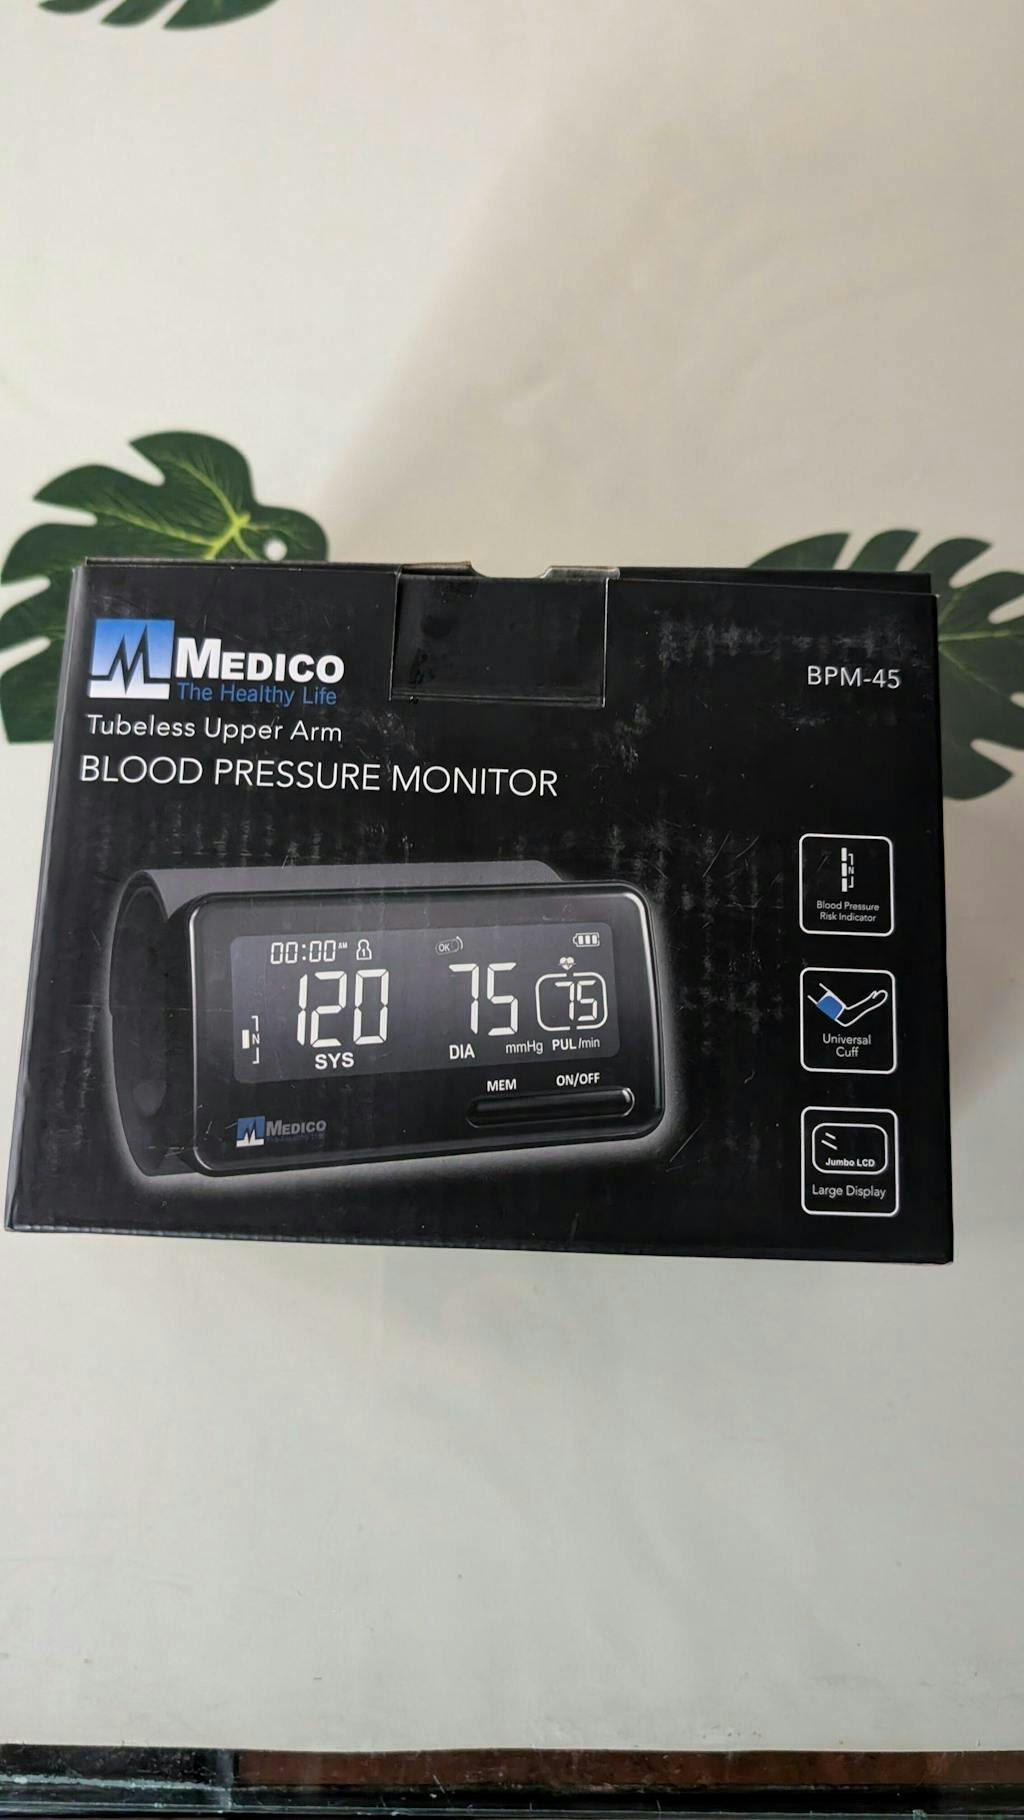 MEDICO
The Healthy Life
BPM-45
Tubeless Upper Arm
BLOOD PRESSURE MONITOR
00:00 AM
OK
120
75
75
N
SYS
DIA
mmHg
PUL/min
MEM
ON/OFF
MEDICO
N
Blood Pressure
Risk Indicator
Universal
Cuff
Jumbo LCD
Large Display